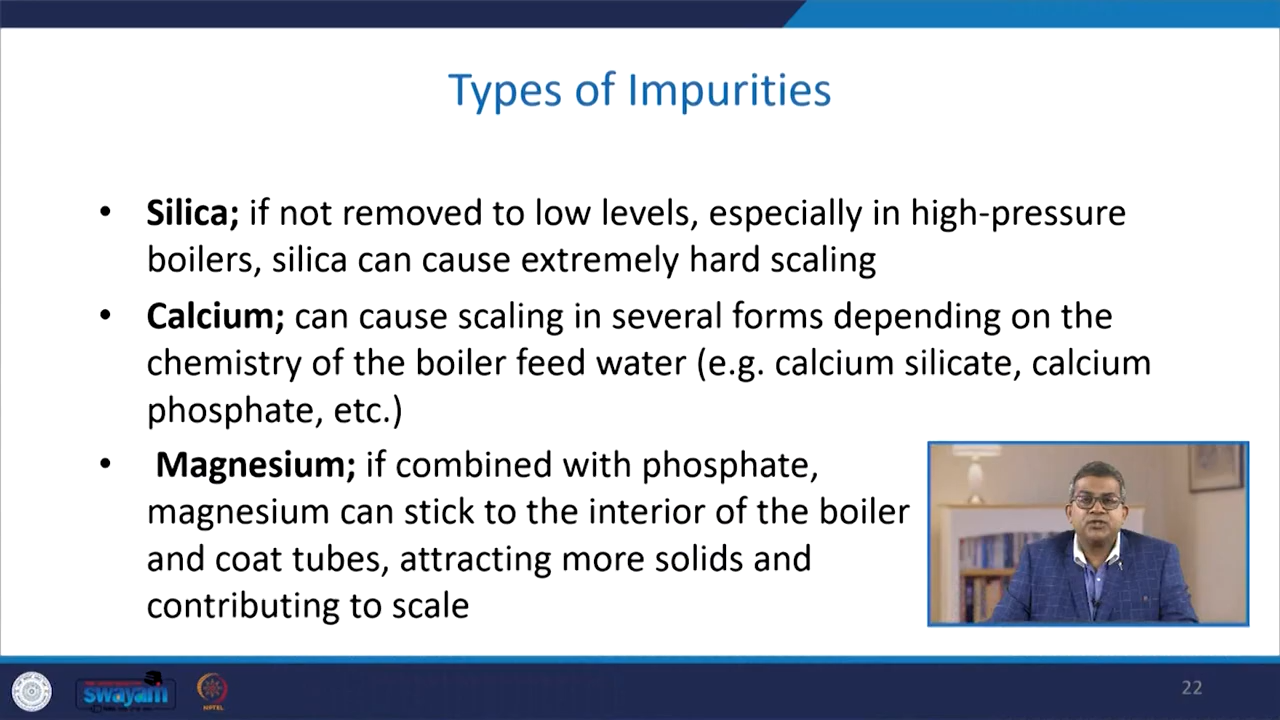 Types of Impurities
• Silica; if not removed to low levels, especially in high-pressure
boilers, silica can cause extremely hard scaling
• Calcium; can cause scaling in several forms depending on the
chemistry of the boiler feed water (e.g. calcium silicate, calcium
phosphate, etc.)
• Magnesium; if combined with phosphate,
magnesium can stick to the interior of the boiler
and coat tubes, attracting more solids and
contributing to scale
swayam
NPTEL
22